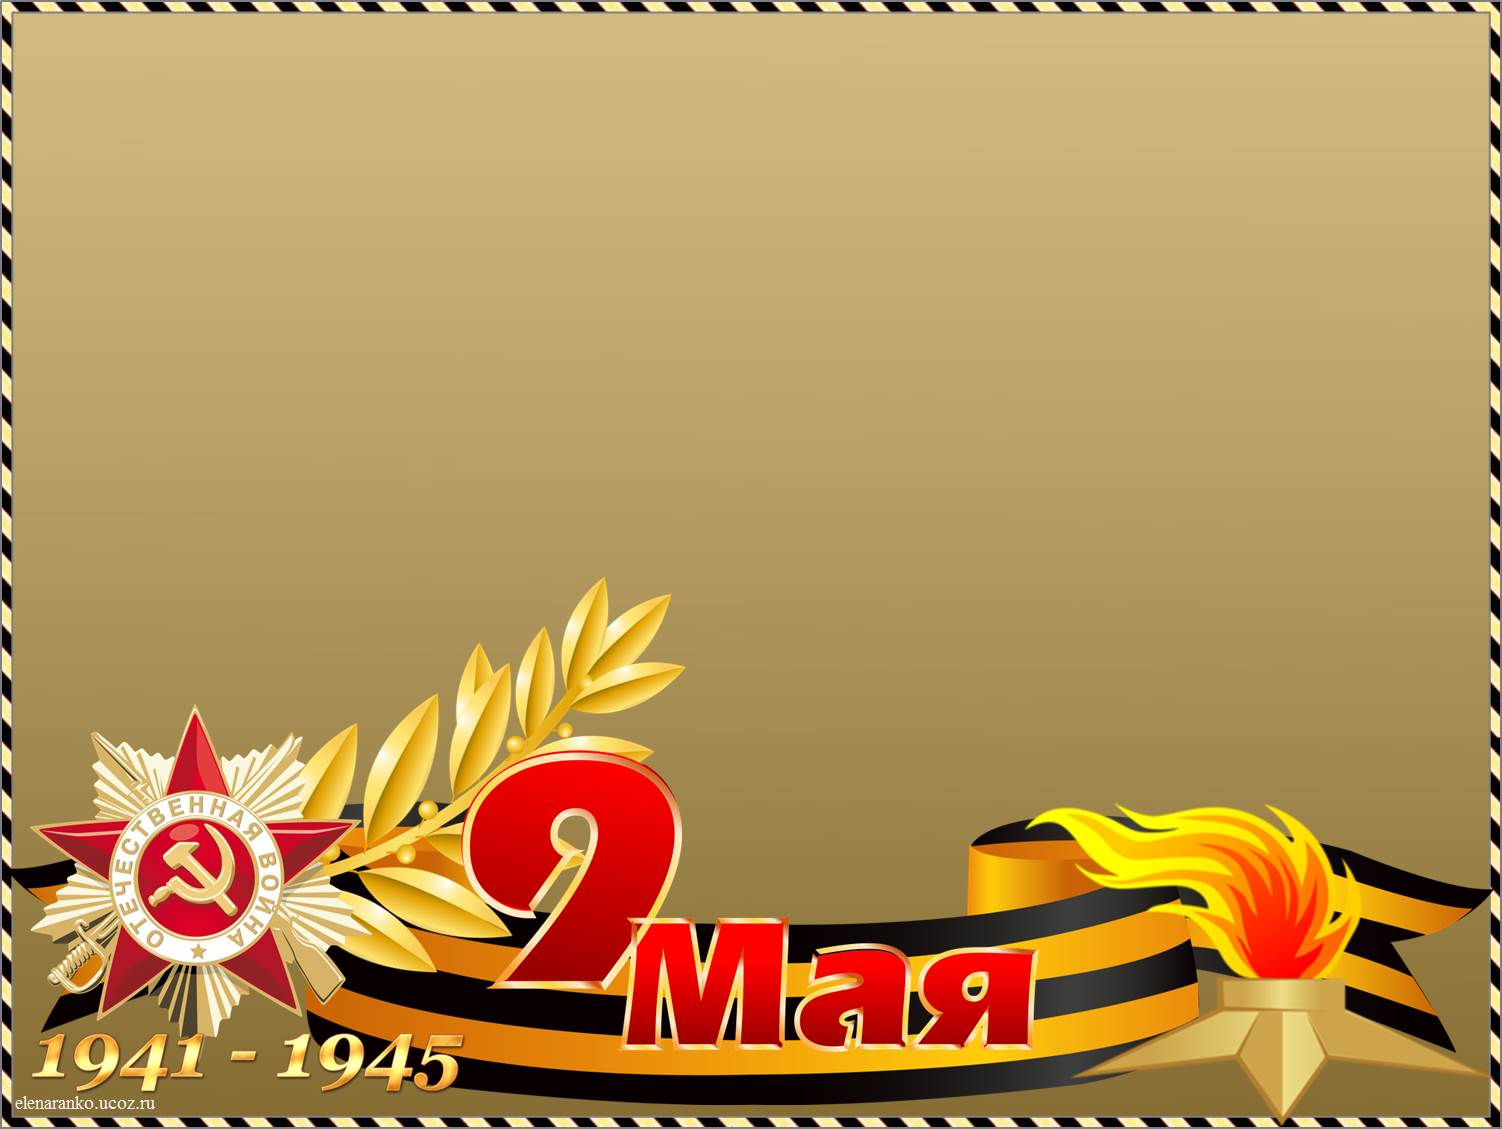 ОТЕЧЕСТВЕННАЯ ВОЙНА
9 Мая
1941 - 1945
elenaranko.ucoz.ru